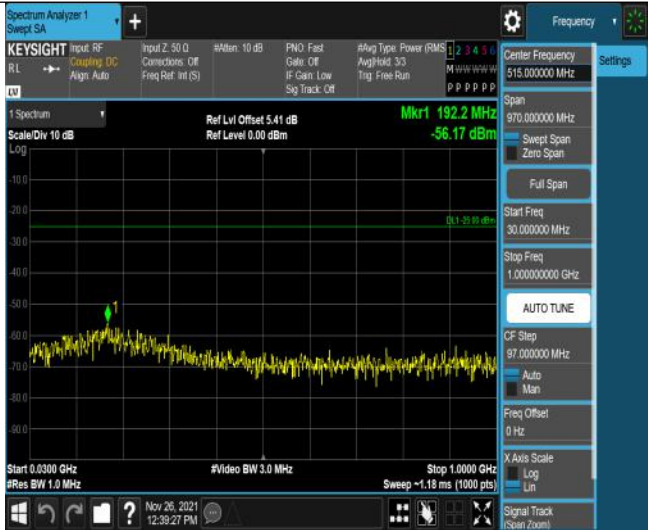 Spectrum Analyzer 1
Swept SA
+
Frequency
KEYSIGHT
RL
LV
Input: RF
Coupling: DC
Align: Auto
Input Z: 50 Ω
Corrections: Off
Freq Ref: Int (S)
#Atten: 10 dB
PNO: Fast
Gate: Off
IF Gain: Low
Sig Track: Off
#Avg Type: Power (RMS
Avg|Hold: 3/3
Trig: Free Run
1 2 3 4 5 6
M W W W W W
P P P P P P
Center Frequency
515.000000 MHz
Settings
Span
970.000000 MHz
Swept Span
Zero Span
Full Span
Start Freq
30.000000 MHz
Stop Freq
1.000000000 GHz
AUTO TUNE
CF Step
97.000000 MHz
Auto
Man
Freq Offset
0 Hz
X Axis Scale
Log
Lin
Signal Track
(Span Zoom)
1 Spectrum
Scale/Div 10 dB
Log
Ref Lvl Offset 5.41 dB
Ref Level 0.00 dBm
Mkr1 192.2 MHz
-56.17 dBm
-10.0
-20.0
DL1 -25.00 dBm
-30.0
-40.0
-50.0
1
-60.0
-70.0
-80.0
-90.0
Start 0.0300 GHz
#Video BW 3.0 MHz
Stop 1.0000 GHz
#Res BW 1.0 MHz
Sweep ~1.18 ms (1000 pts)
?
Nov 26, 2021
12:39:27 PM